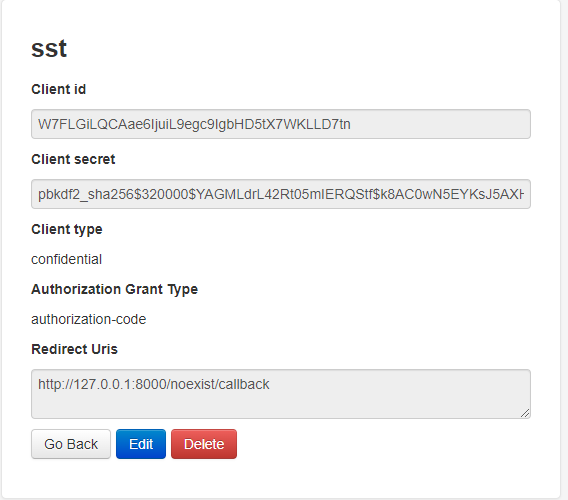 sst
Client id
W7FLGiLQCAae6IjuiL9egc9IgbHD5tX7WKLLD7tn
Client secret
pbkdf2_sha256$320000$YAGMLdrL42Rt05mIERQStf$k8AC0wN5EYKsJ5AXH
Client type
confidential
Authorization Grant Type
authorization-code
Redirect Uris
http://127.0.0.1:8000/noexist/callback
Go Back Edit Delete